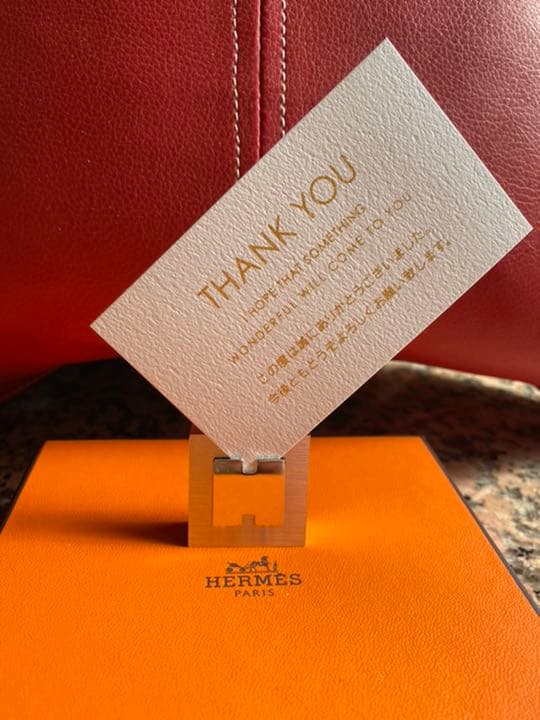 THANK YOU
I HOPE THAT SOMETHING
WONDERFUL WILL COME TO YOU
この度は誠にありがとうございました。
今後ともどうぞよろしくお願い致します。
HERMÈS
PARIS